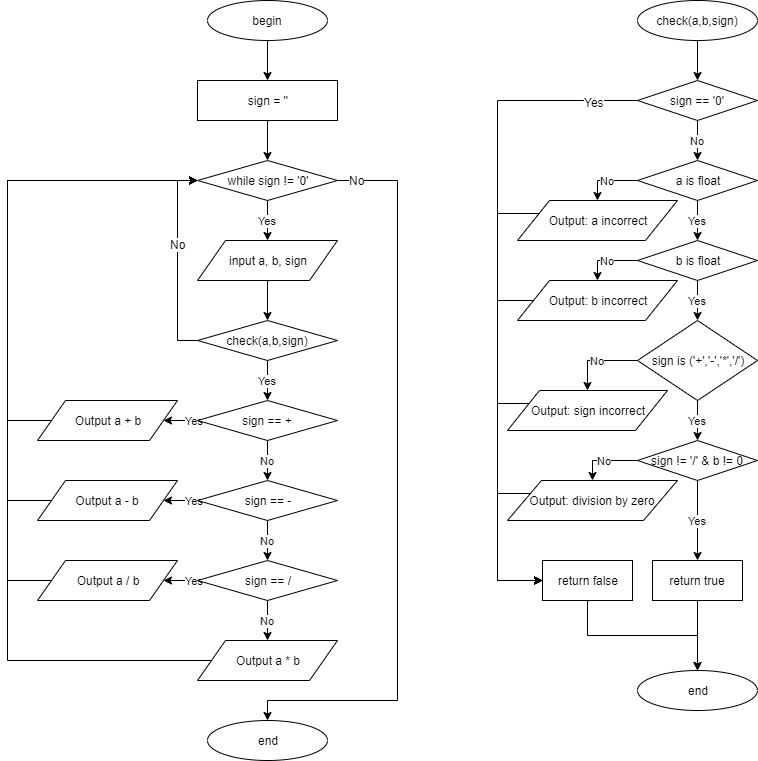 begin
sign = ''
while sign != '0'
No
Yes
input a, b, sign
No
check(a,b,sign)
Yes
Output a + b
Yes
sign == +
No
Output a - b
Yes
sign == -
No
Output a / b
Yes
sign == /
No
Output a * b
end
check(a,b,sign)
sign == '0'
Yes
No
a is float
No
Output: a incorrect
Yes
b is float
No
Output: b incorrect
Yes
sign is ('+','-','*','/')
No
Output: sign incorrect
Yes
sign != '/' & b != 0
No
Output: division by zero
Yes
return false
return true
end